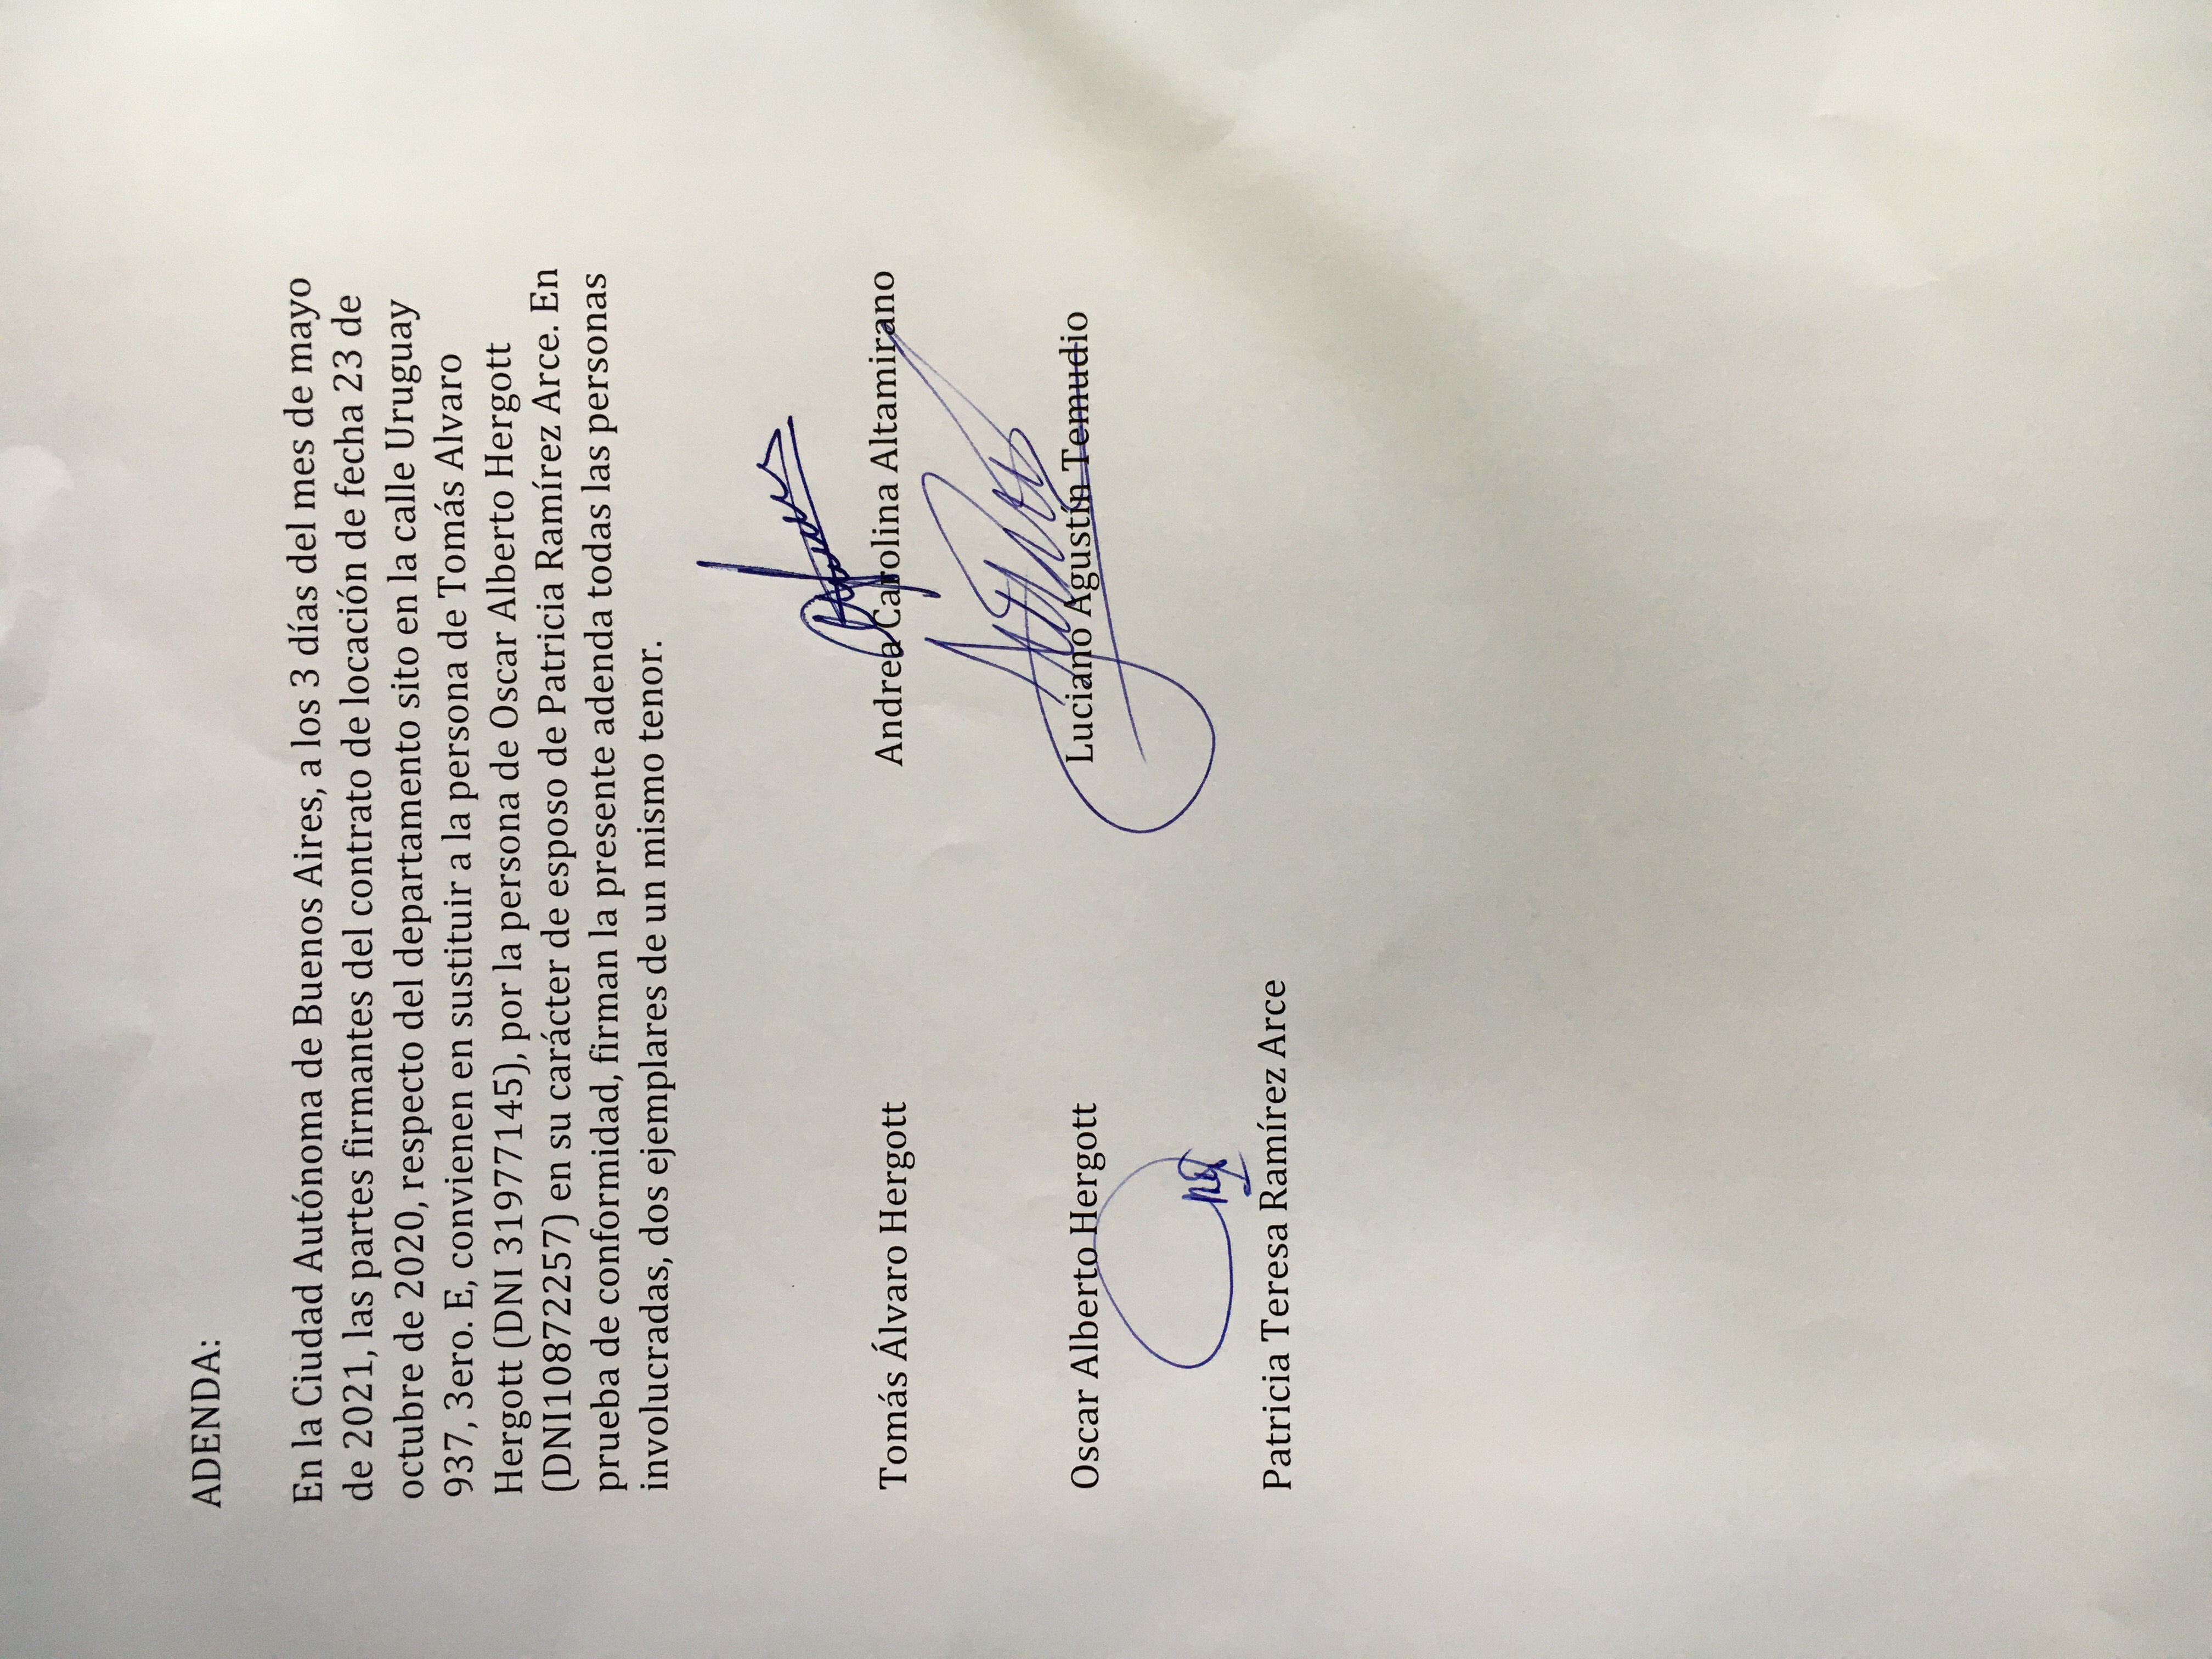 ADENDA:
En la Ciudad Autónoma de Buenos Aires, a los 3 días del mes de mayo
de 2021, las partes firmantes del contrato de locación de fecha 23 de
octubre de 2020, respecto del departamento sito en la calle Uruguay
937, 3ero. E, convienen en sustituir a la persona de Tomás Alvaro
Hergott (DNI 31977145), por la persona de Oscar Alberto Hergott
(DNI10872257) en su carácter de esposo de Patricia Ramírez Arce. En
prueba de conformidad, firman la presente adenda todas las personas
involucradas, dos ejemplares de un mismo tenor.
Tomás Álvaro Hergott
Andrea Carolina Altamirano
Oscar Alberto Hergott
Luciano Agustín Temudio
Patricia Teresa Ramírez Arce